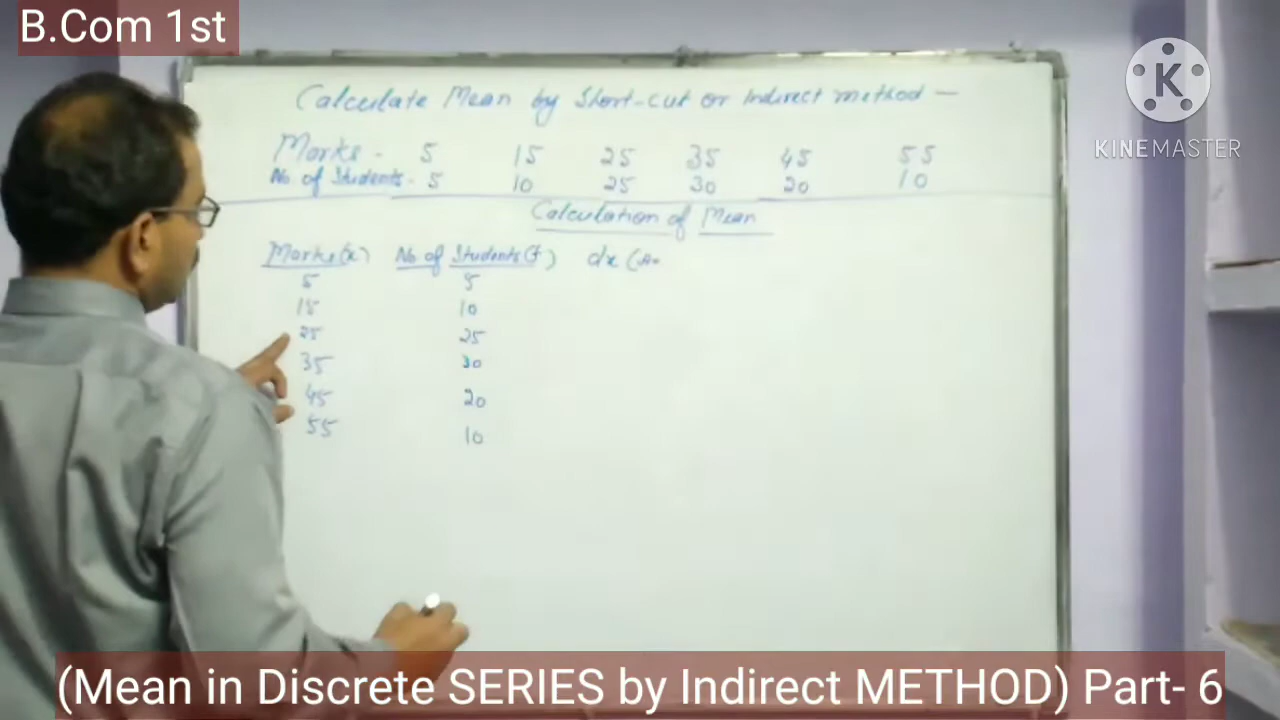 B.Com 1st
K
KINEMASTER
Calculate Mean by Short-cut or Indirect method —
Marks - 5 15 25 35 45 55
No. of Students - 5 10 25 30 20 10
Calculation of Mean
Marks(x) No of Students(f) dx (A=
5 5
15 10
25 25
35 30
45 20
55 10
(Mean in Discrete SERIES by Indirect METHOD) Part- 6